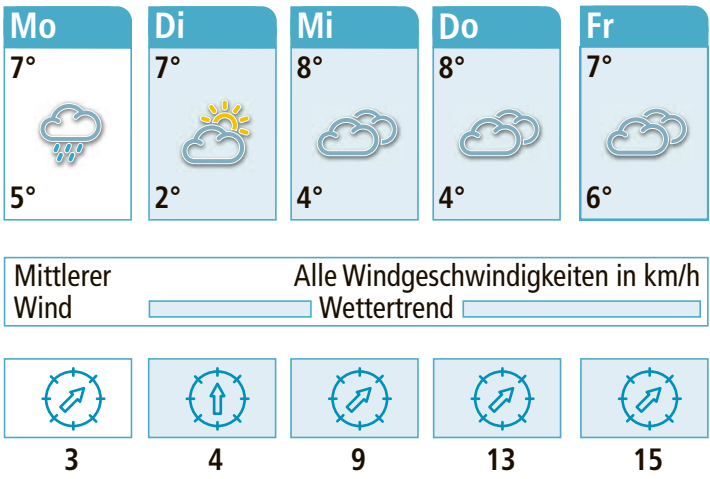 Mo Di Mi Do Fr
7° 7° 8° 8° 7°
5° 2° 4° 4° 6°
Mittlerer Alle Windgeschwindigkeiten in km/h
Wind Wettertrend
3 4 9 13 15